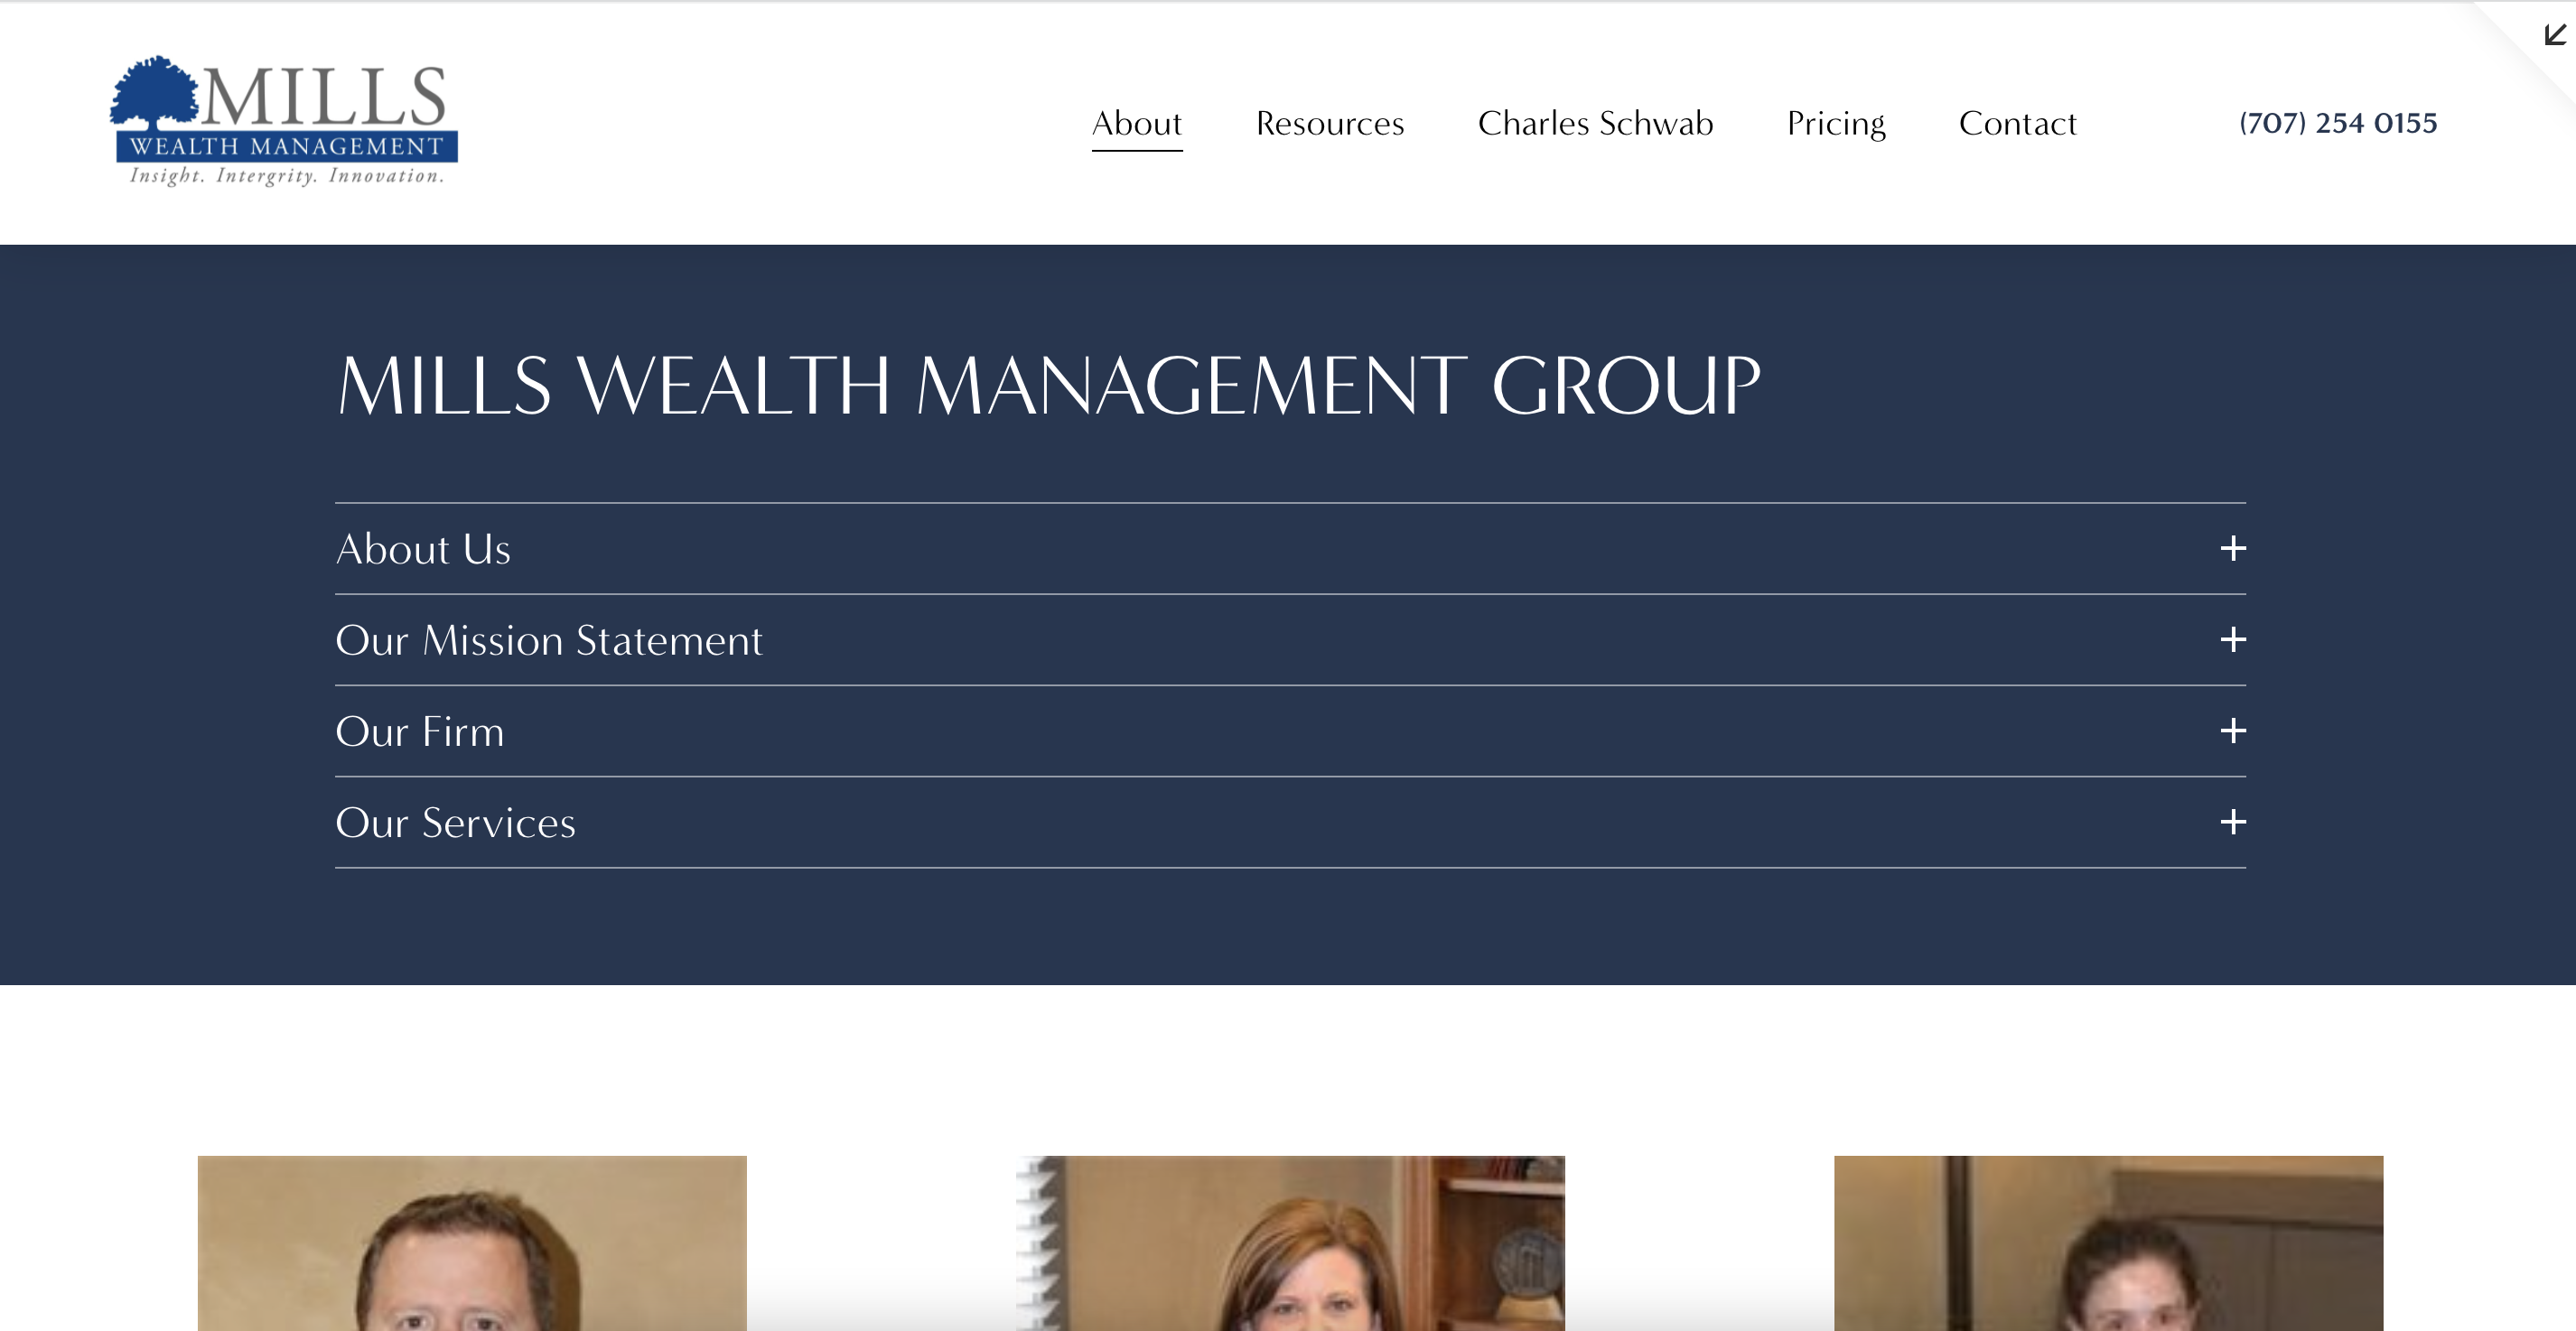 MILLS
WEALTH MANAGEMENT
Insight. Intergrity. Innovation.
About Resources Charles Schwab Pricing Contact (707) 254 0155
MILLS WEALTH MANAGEMENT GROUP
About Us
Our Mission Statement
Our Firm
Our Services